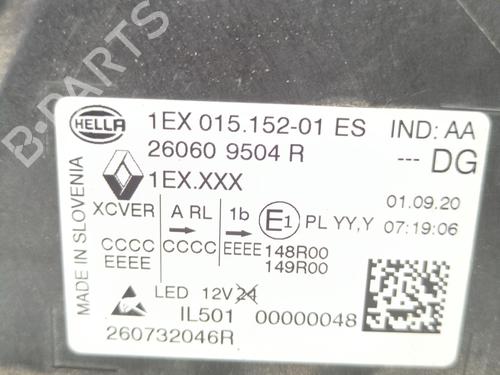 B-PARTS
HELLA
1EX 015.152-01 ES IND: AA
26060 9504 R --- DG
1EX.XXX
01.09.20
XCVER A RL 1b E1 PL YY,Y 07:19:06
CCCC CCCC EEEE 148R00
EEEE 149R00
MADE IN SLOVENIA
LED 12V 24
IL501 00000048
260732046R